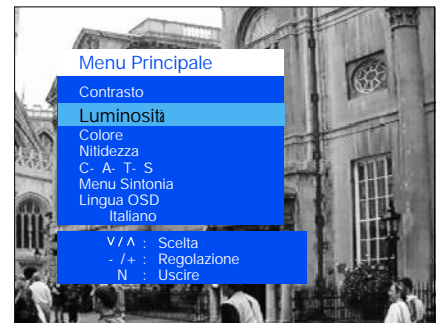 Menu Principale
Contrasto
Luminosità
Colore
Nitidezza
C- A- T- S
Menu Sintonia
Lingua OSD
Italiano
V / Λ : Scelta
- / + : Regolazione
N : Uscire